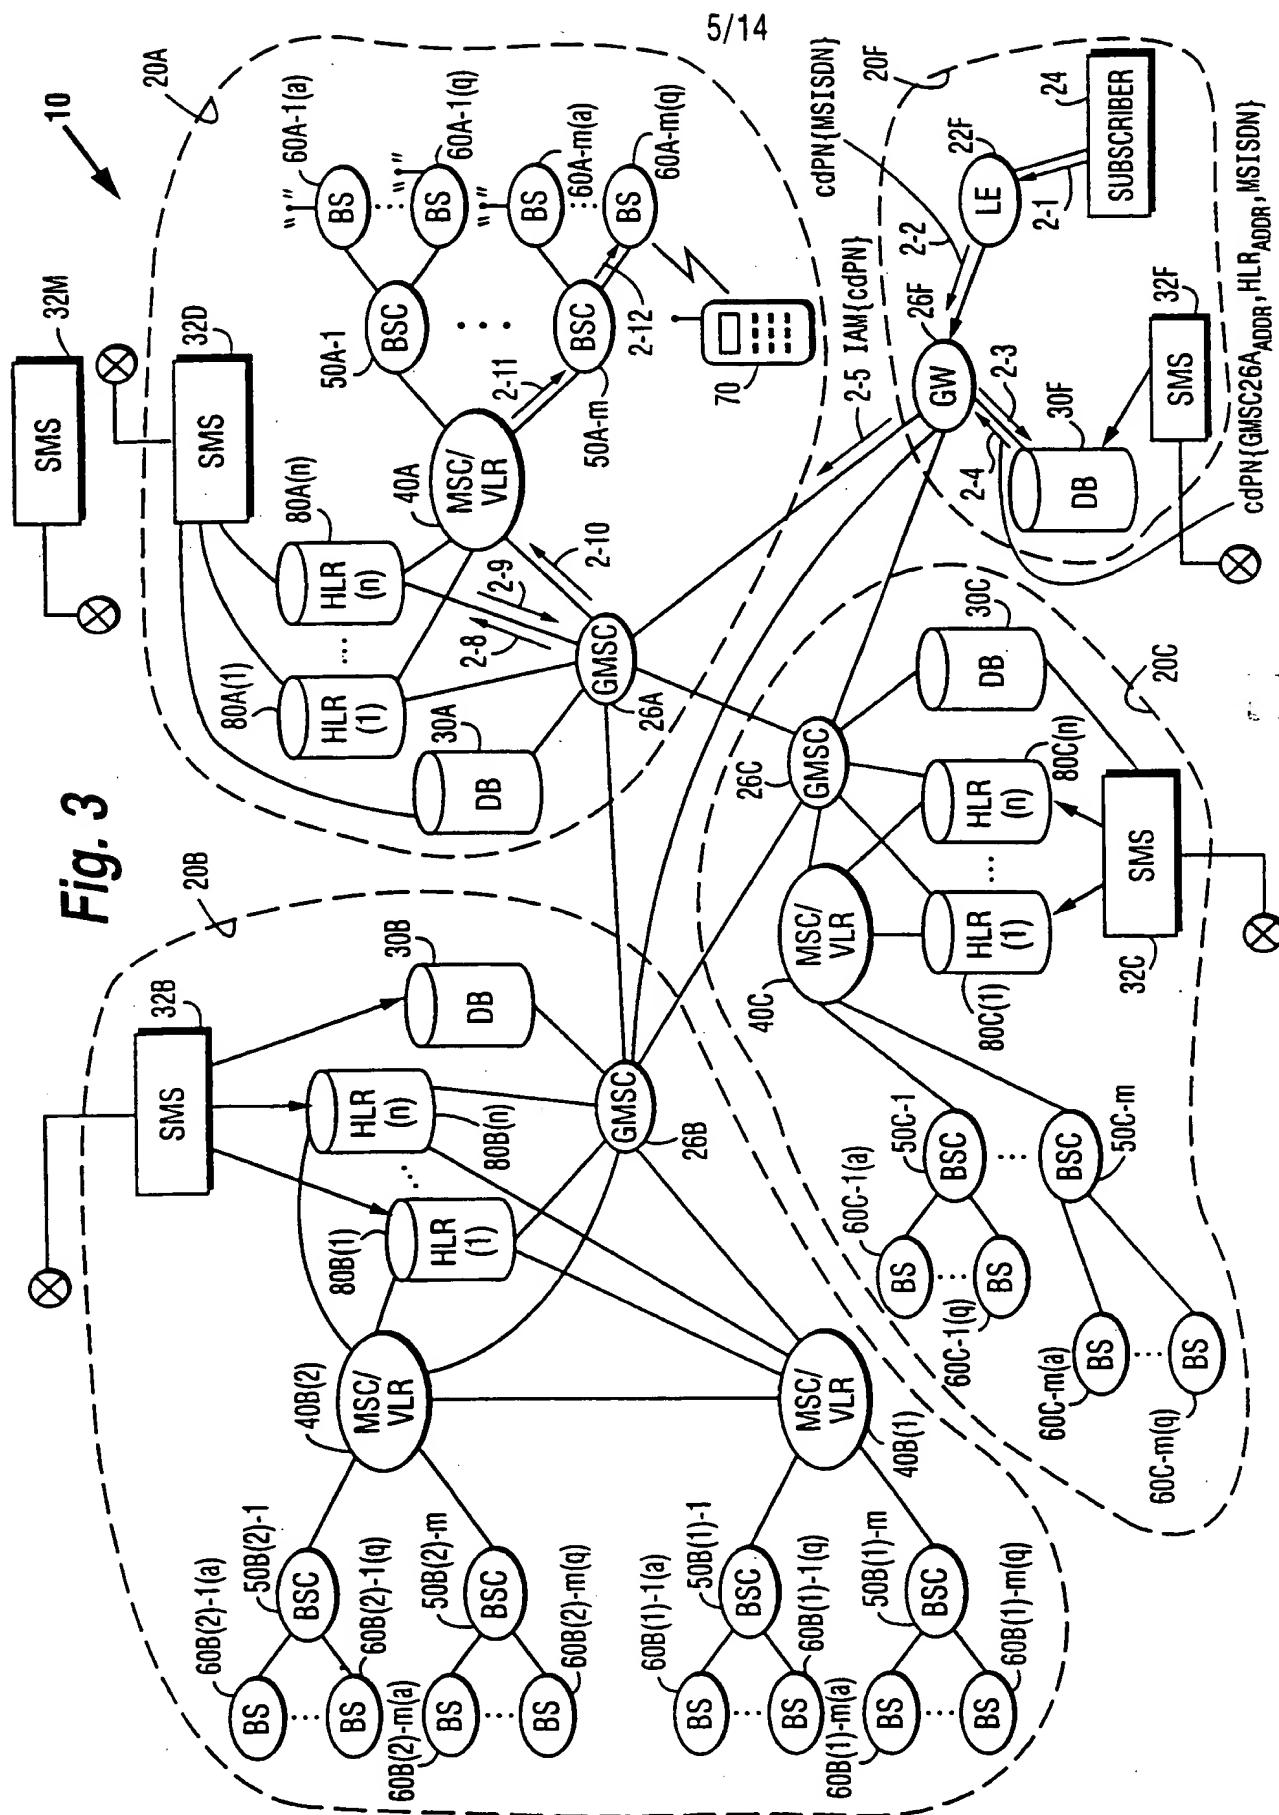 5/14
Fig. 3
10
20A
32M
SMS
32D
SMS
80A(n)
HLR (n)
80A(1)
HLR (1)
30A
DB
40A
MSC/ VLR
50A-1
BSC
50A-m
BSC
60A-1(a)
BS
60A-1(q)
BS
60A-m(a)
BS
60A-m(q)
BS
" "
" "
" "
70
2-8
2-9
2-10
2-11
2-12
GMSC
26A
2-5 IAM{cdPN}
cdPN{MSISDN}
20F
24
SUBSCRIBER
22F
LE
2-1
2-2
26F
GW
2-3
2-4
30F
DB
32F
SMS
cdPN{GMSC26A ADDR, HLR ADDR, MSISDN}
20B
32B
SMS
30B
DB
HLR (n)
80B(n)
80B(1)
HLR (1)
GMSC
26B
40B(2)
MSC/ VLR
MSC/ VLR
40B(1)
50B(2)-1
BSC
50B(2)-m
BSC
60B(2)-1(a)
BS
60B(2)-1(q)
BS
60B(2)-m(a)
BS
60B(2)-m(q)
BS
50B(1)-1
BSC
50B(1)-m
BSC
60B(1)-1(a)
BS
60B(1)-1(q)
BS
60B(1)-m(a)
BS
60B(1)-m(q)
BS
20C
30C
DB
26C
GMSC
80C(n)
HLR (n)
HLR (1)
80C(1)
SMS
32C
MSC/ VLR
40C
50C-1
BSC
BSC
50C-m
60C-1(a)
BS
BS
60C-1(q)
60C-m(a)
BS
BS
60C-m(q)